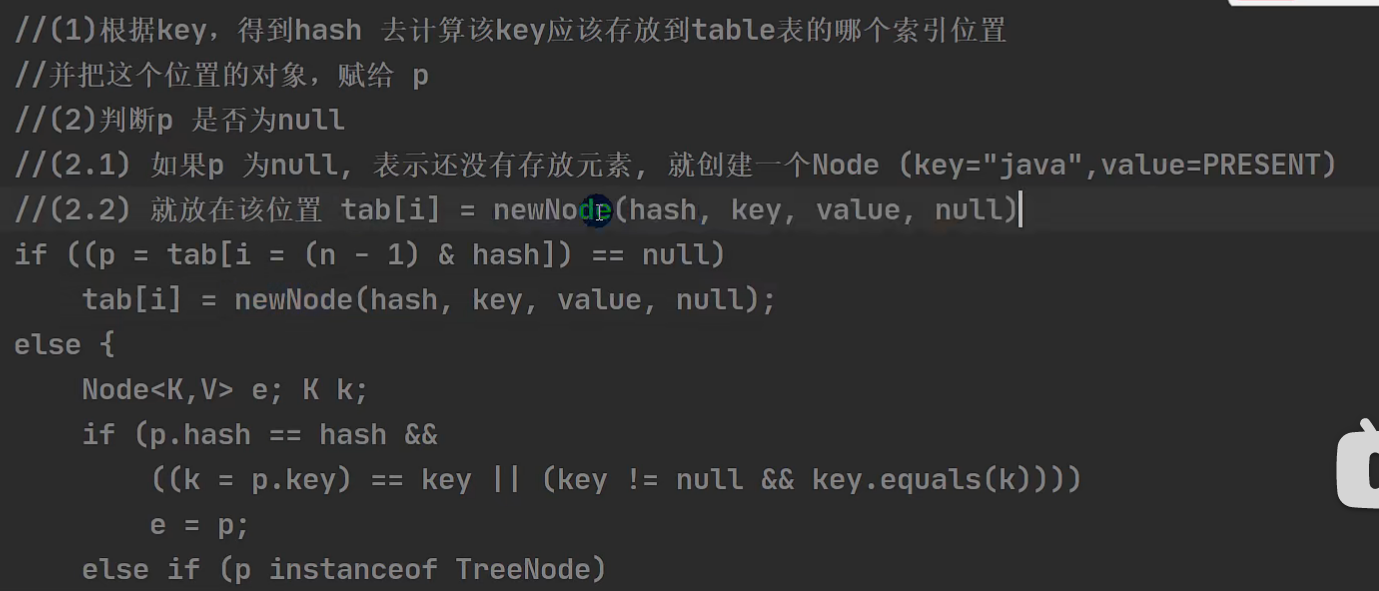 //(1)根据key，得到hash 去计算该key应该存放到table表的哪个索引位置
//并把这个位置的对象，赋给 p
//(2)判断p 是否为null
//(2.1) 如果p 为null, 表示还没有存放元素, 就创建一个Node (key="java",value=PRESENT)
//(2.2) 就放在该位置 tab[i] = newNode(hash, key, value, null)
if ((p = tab[i = (n - 1) & hash]) == null)
    tab[i] = newNode(hash, key, value, null);
else {
    Node<K,V> e; K k;
    if (p.hash == hash &&
        ((k = p.key) == key || (key != null && key.equals(k))))
        e = p;
    else if (p instanceof TreeNode)